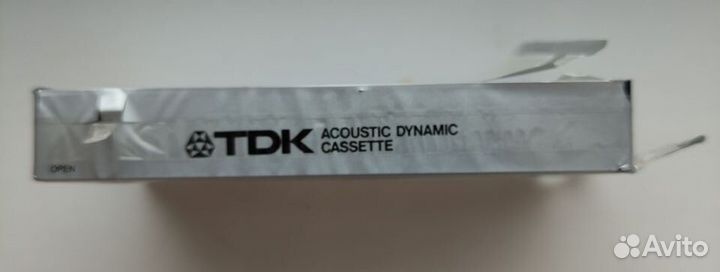 TDK ACOUSTIC DYNAMIC
CASSETTE
OPEN
Avito